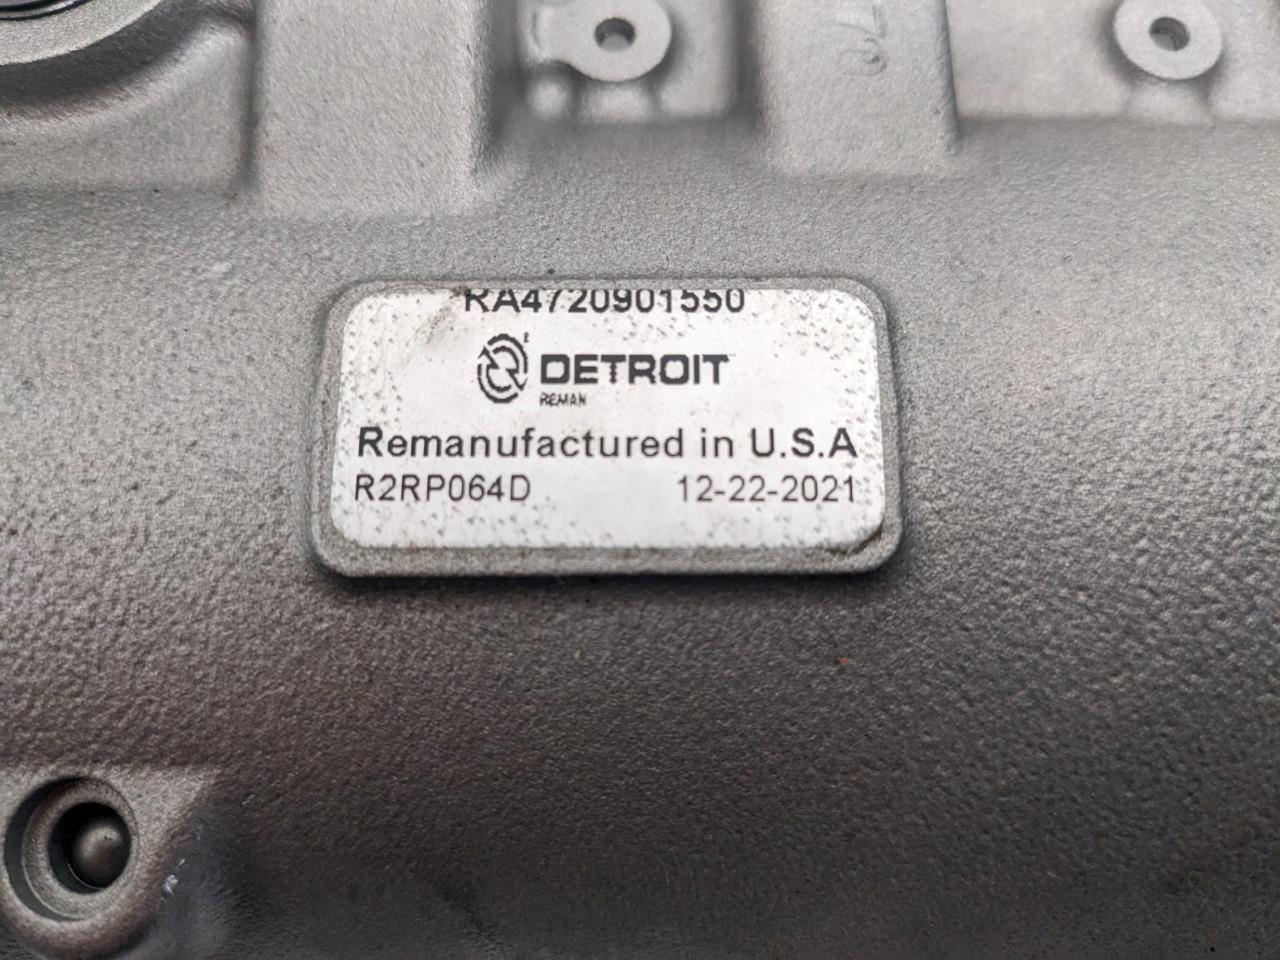 RA4720901550
DETROIT
REMAN
Remanufactured in U.S.A
R2RP064D 12-22-2021